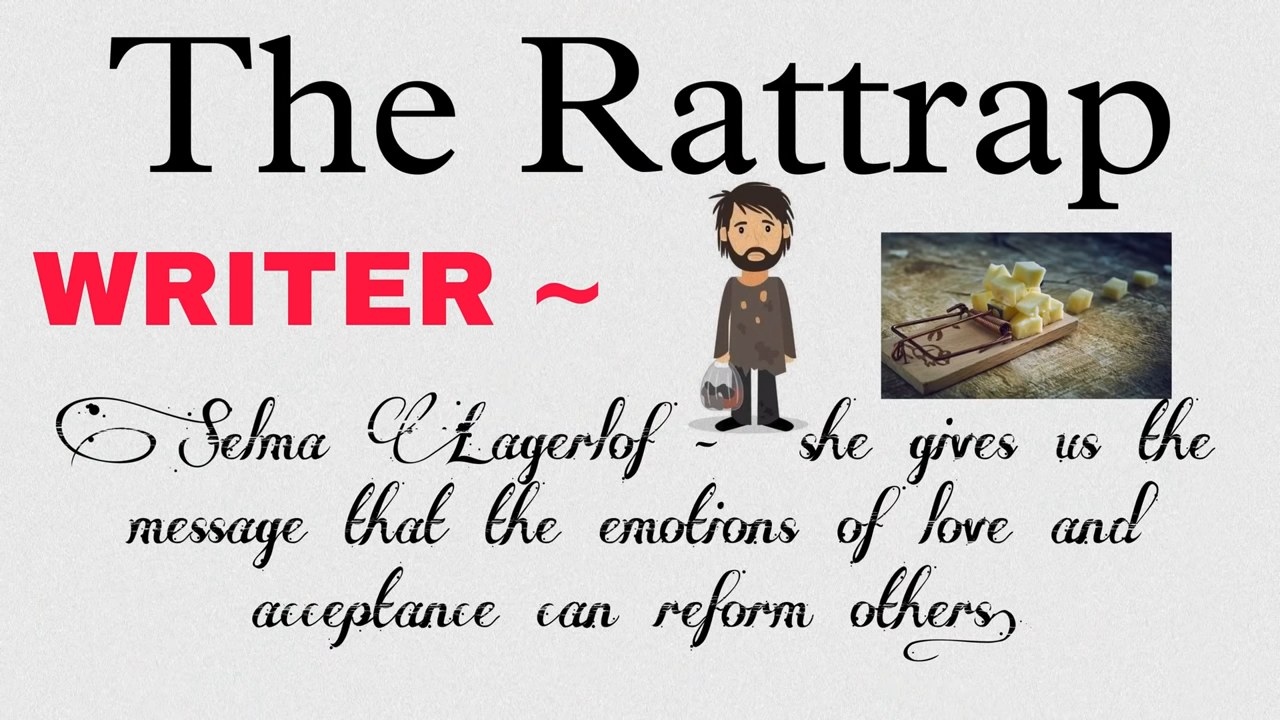 The Rattrap
WRITER ~
Selma Lagerlof ~ she gives us the
message that the emotions of love and
acceptance can reform others